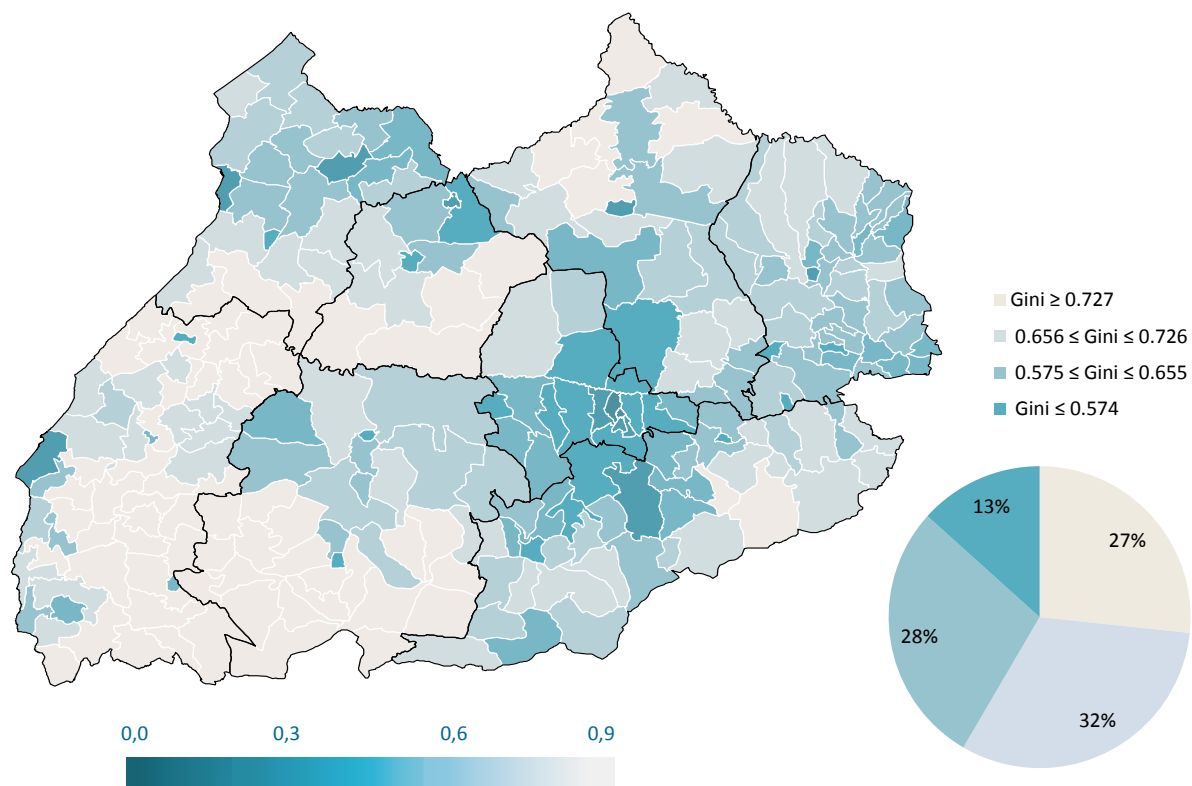 Gini ≥ 0.727
0.656 ≤ Gini ≤ 0.726
0.575 ≤ Gini ≤ 0.655
Gini ≤ 0.574
13%
27%
28%
32%
0,0 0,3 0,6 0,9